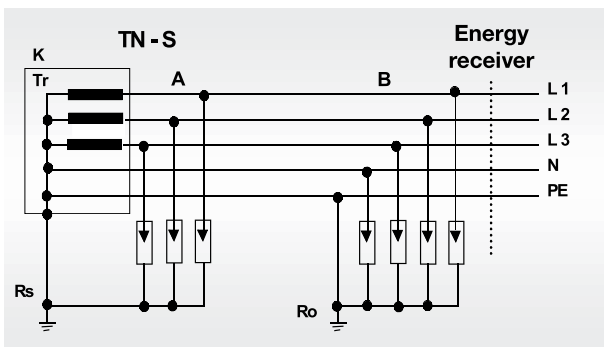 TN - S
Energy
receiver
K
Tr
A
B
L 1
L 2
L 3
N
PE
Rs
Ro